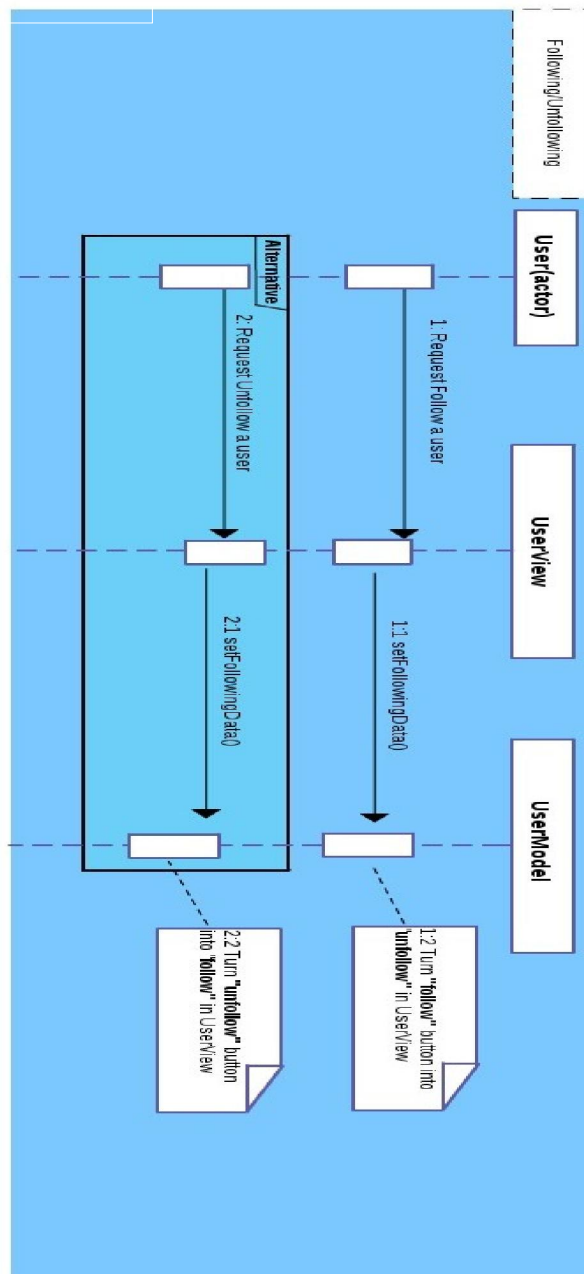 Following/Unfollowing
User(actor)
UserView
UserModel
1: Request Follow a user
1:1 setFollowingData()
1:2 Turn "follow" button into
"unfollow" in UserView
Alternative
2: Request Unfollow a user
2:1 setFollowingData()
2:2 Turn "unfollow" button
into "follow" in UserView